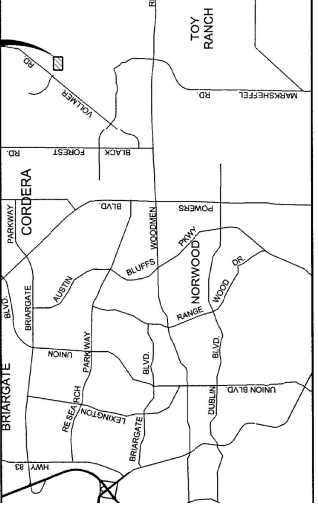 TOY
RANCH
R
RD
VOLLMER
MARKSHEFFEL
RD.
BLACK
FOREST
RD.
CORDERA
PARKWAY
BLVD.
POWERS
WOODMEN
PKWY
BLUFFS
AUSTIN
NORWOOD
WOOD
DR.
RANGE
BLVD.
BRIARGATE
UNION
PARKWAY
BLVD.
BLVD.
DUBLIN
UNION BLVD.
BRIARGATE
RESEARCH
LEXINGTON
BRIARGATE
HWY 83